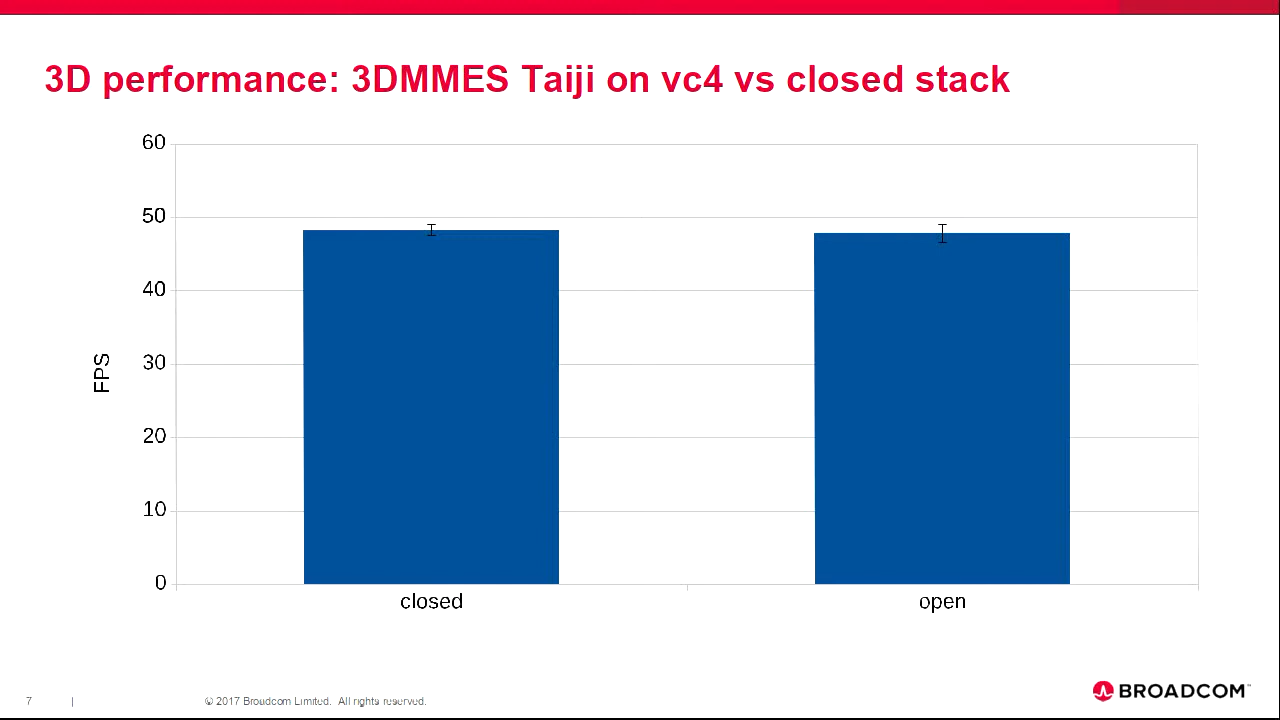 3D performance: 3DMMES Taiji on vc4 vs closed stack
60
50
40
30
20
10
0
FPS
closed
open
7 | © 2017 Broadcom Limited. All rights reserved.
BROADCOM™